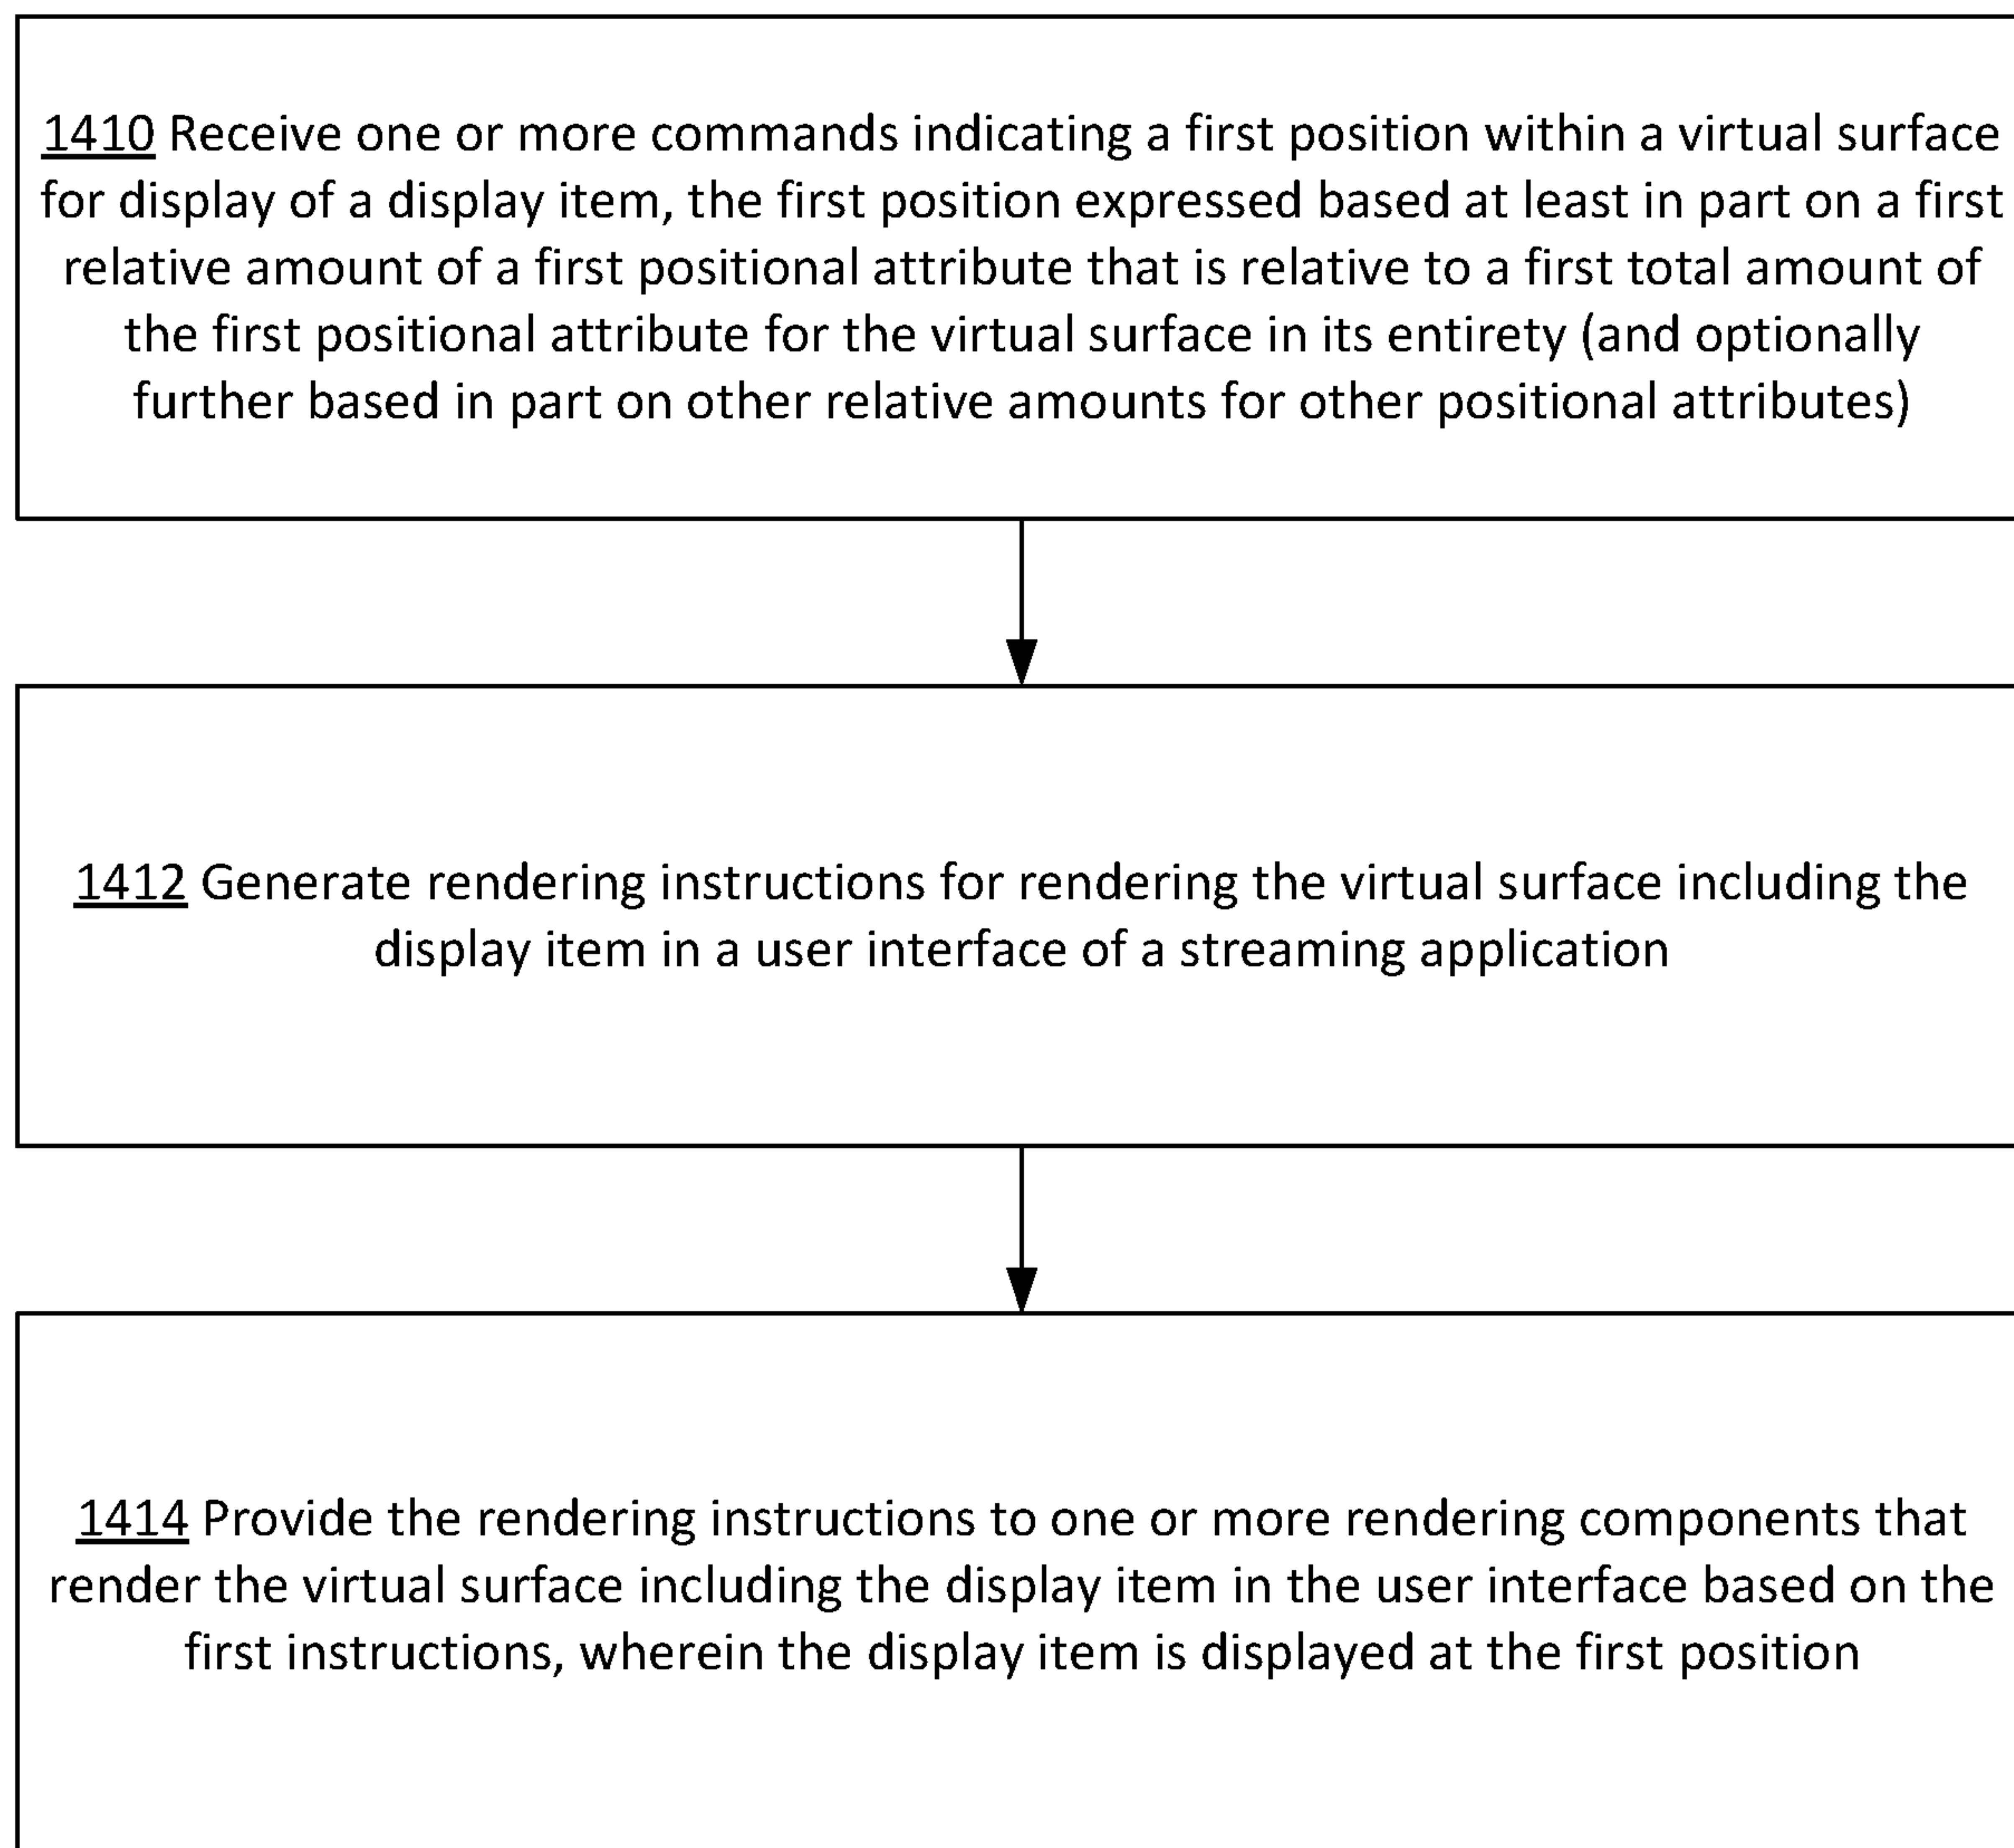 1410 Receive one or more commands indicating a first position within a virtual surface
for display of a display item, the first position expressed based at least in part on a first
relative amount of a first positional attribute that is relative to a first total amount of
the first positional attribute for the virtual surface in its entirety (and optionally
further based in part on other relative amounts for other positional attributes)
1412 Generate rendering instructions for rendering the virtual surface including the
display item in a user interface of a streaming application
1414 Provide the rendering instructions to one or more rendering components that
render the virtual surface including the display item in the user interface based on the
first instructions, wherein the display item is displayed at the first position